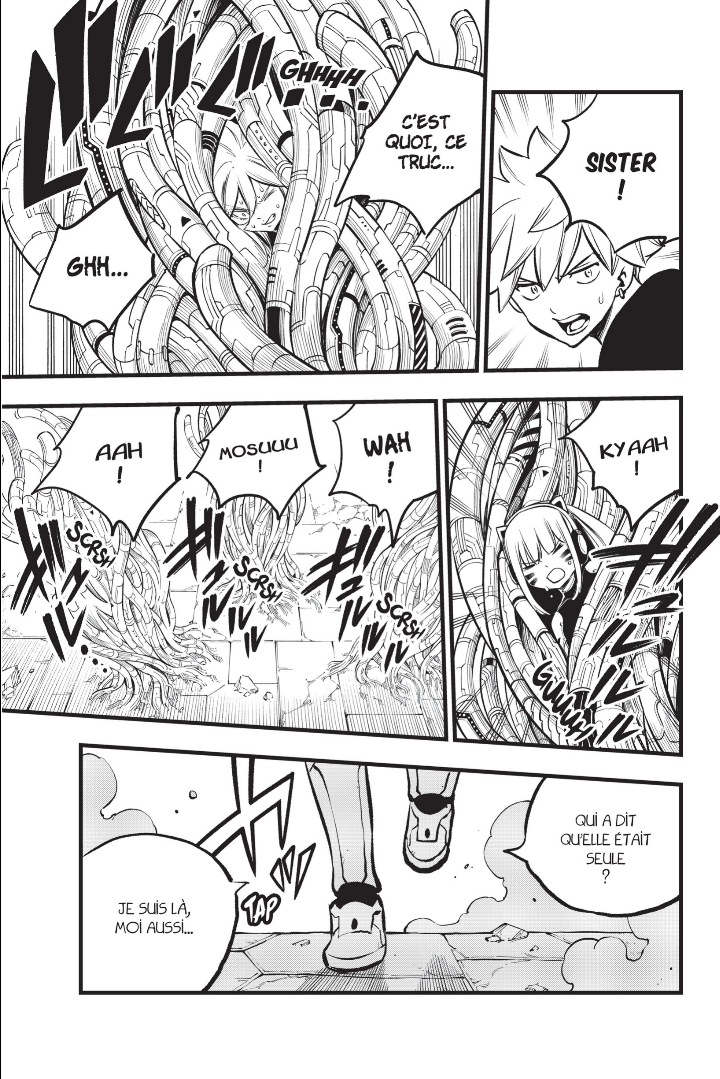 SISTER
!
C'EST
QUOI, CE
TRUC...
GHHHH
GHH...
KYAAH
!
GUUUUH
WAH
!
SCRSH
MOSUUU
!
SCRSH
AAH
!
SCRSH
QUI A DIT
QU'ELLE ÉTAIT
SEULE
?
TAP
JE SUIS LÀ,
MOI AUSSI...